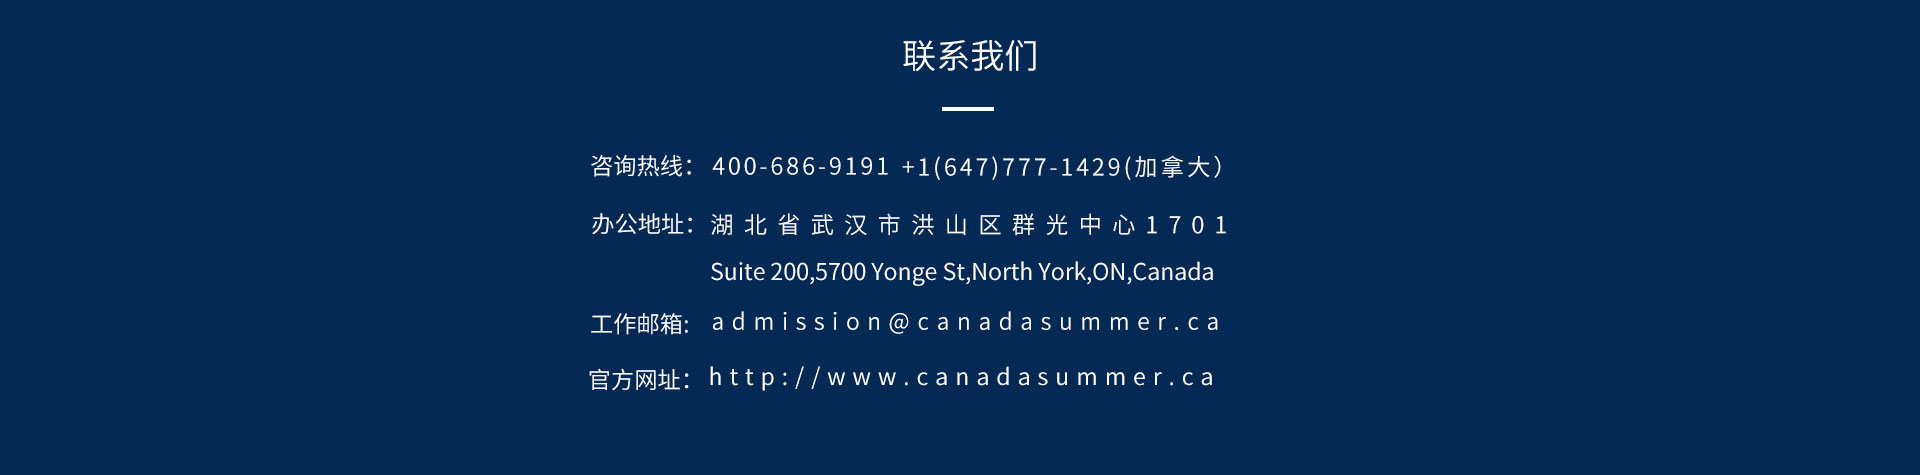 联系我们
咨询热线：400-686-9191 +1(647)777-1429(加拿大）
办公地址：湖北省武汉市洪山区群光中心1701
Suite 200,5700 Yonge St,North York,ON,Canada
工作邮箱: admission@canadasummer.ca
官方网址：http://www.canadasummer.ca